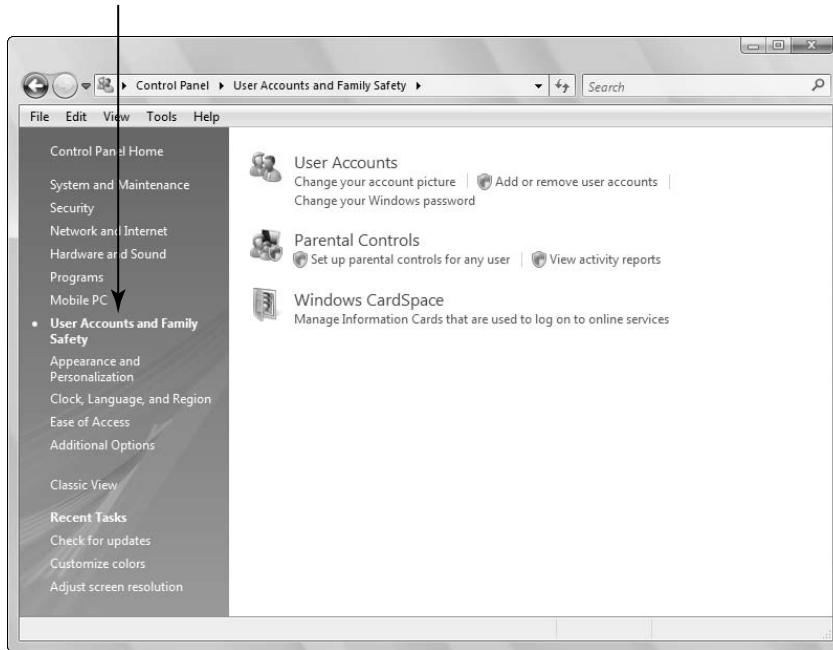 Control Panel User Accounts and Family Safety
Search
File Edit View Tools Help
Control Panel Home
System and Maintenance
Security
Network and Internet
Hardware and Sound
Programs
Mobile PC
User Accounts and Family
Safety
Appearance and
Personalization
Clock, Language, and Region
Ease of Access
Additional Options
Classic View
Recent Tasks
Check for updates
Customize colors
Adjust screen resolution
User Accounts
Change your account picture Add or remove user accounts
Change your Windows password
Parental Controls
Set up parental controls for any user View activity reports
Windows CardSpace
Manage Information Cards that are used to log on to online services